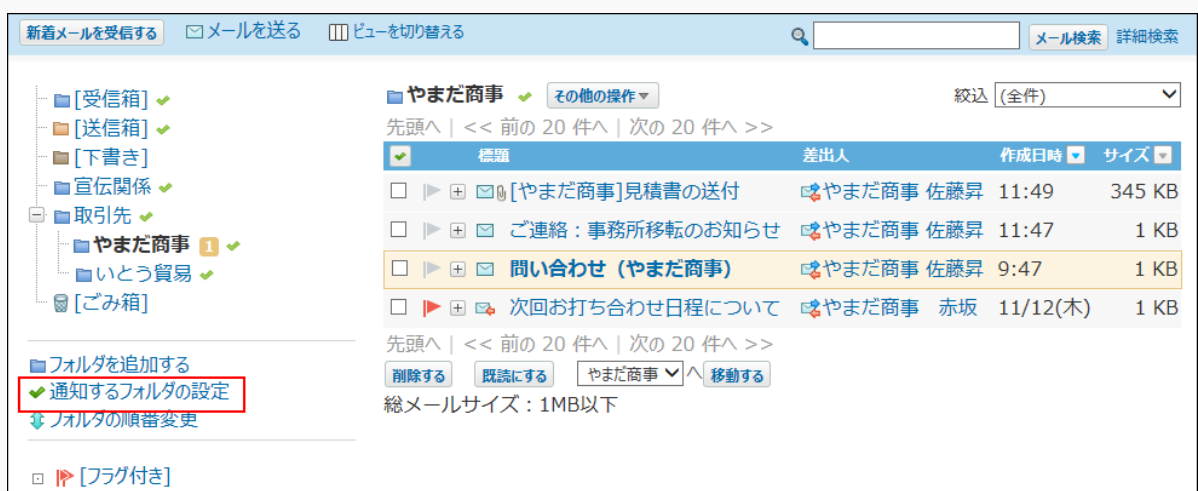 新着メールを受信する メールを送る ビューを切り替える メール検索 詳細検索
[受信箱]
[送信箱]
[下書き]
宣伝関係
取引先
やまだ商事 1
いとう貿易
[ごみ箱]
フォルダを追加する
通知するフォルダの設定
フォルダの順番変更
[フラグ付き]
やまだ商事 その他の操作 絞込 (全件)
先頭へ | << 前の 20 件へ | 次の 20 件へ >>
標題 差出人 作成日時 サイズ
[やまだ商事]見積書の送付 やまだ商事 佐藤昇 11:49 345 KB
ご連絡：事務所移転のお知らせ やまだ商事 佐藤昇 11:47 1 KB
問い合わせ（やまだ商事） やまだ商事 佐藤昇 9:47 1 KB
次回お打ち合わせ日程について やまだ商事 赤坂 11/12(木) 1 KB
先頭へ | << 前の 20 件へ | 次の 20 件へ >>
削除する 既読にする やまだ商事 へ 移動する
総メールサイズ：1MB以下